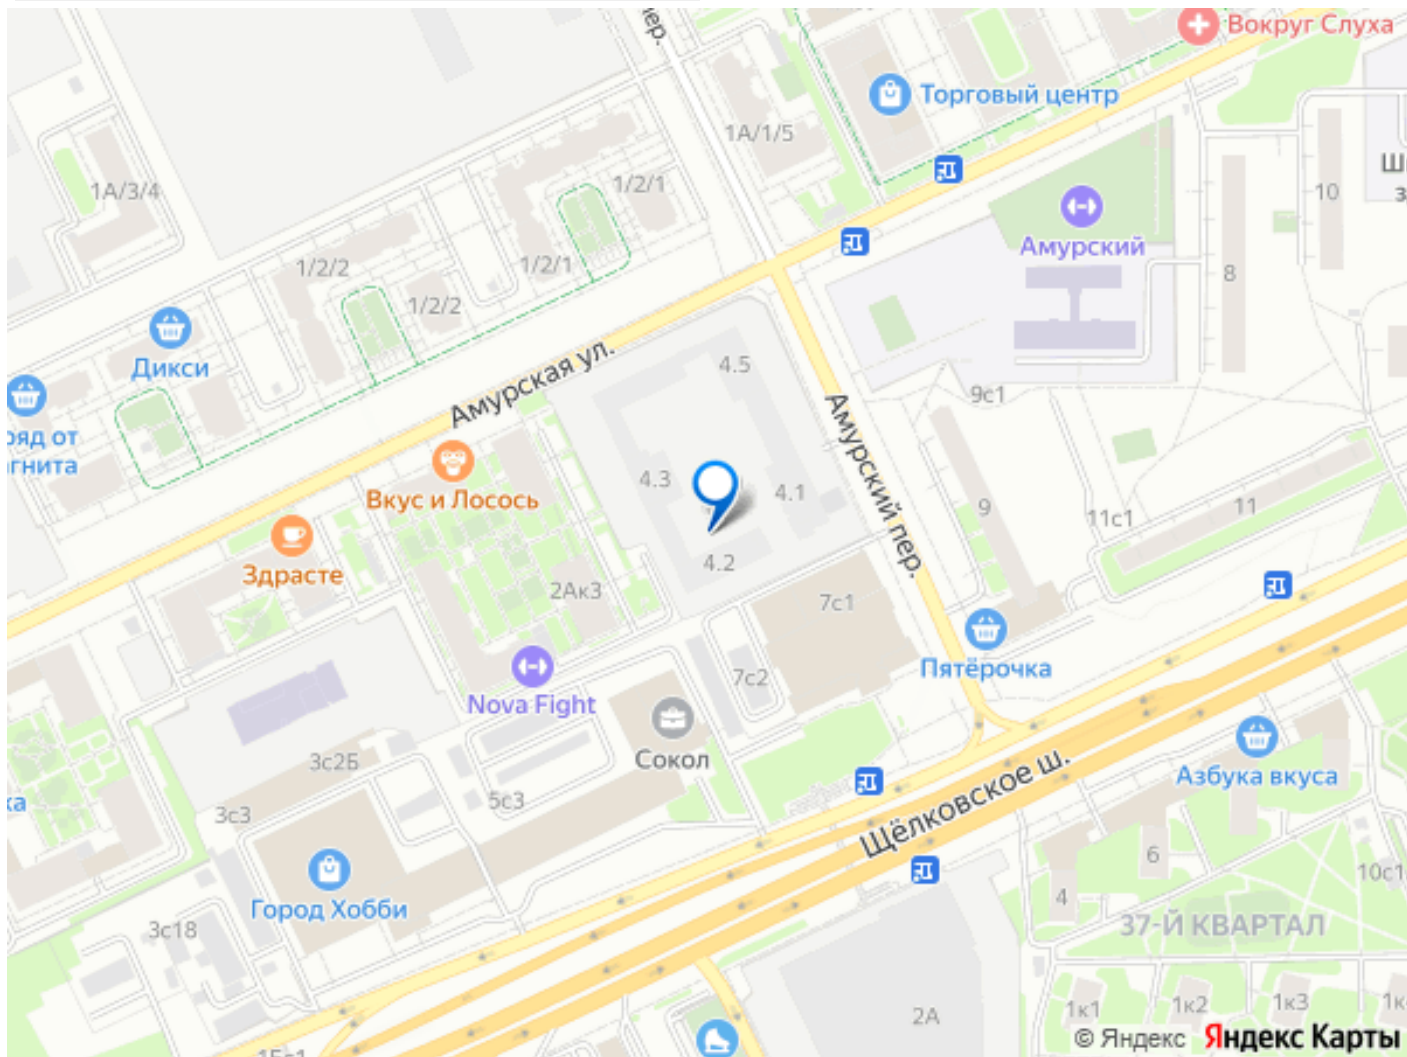 пер.
Вокруг Слуха
Торговый центр
1А/1/5
1А/3/4
1/2/1
10
Амурский
1/2/2
1/2/1
8
1/2/2
Дикси
Амурская ул.
4.5
9с1
Амурский пер.
Вкус и Лосось
4.3
4.1
9
11
11с1
Здрасте
4.2
2Ак3
7с1
Пятёрочка
7с2
Nova Fight
Сокол
3с2Б
Азбука вкуса
5с3
3с3
Щёлковское ш.
6
10с1
4
Город Хобби
3с18
37-Й КВАРТАЛ
2А
1к1
1к2
1к3
© Яндекс Яндекс Карты